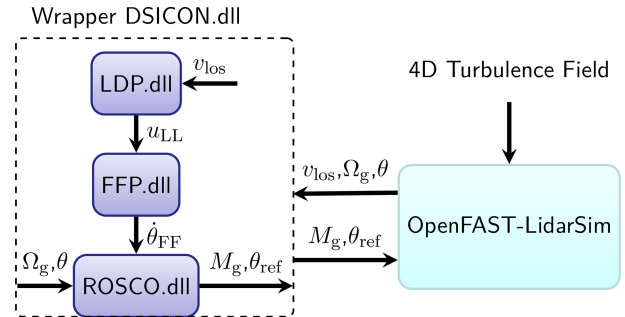 Wrapper DSICON.dll
LDP.dll
v_los
u_LL
FFP.dll
θ̇_FF
Ω_g,θ
ROSCO.dll
M_g,θ_ref
4D Turbulence Field
v_los,Ω_g,θ
M_g,θ_ref
OpenFAST-LidarSim